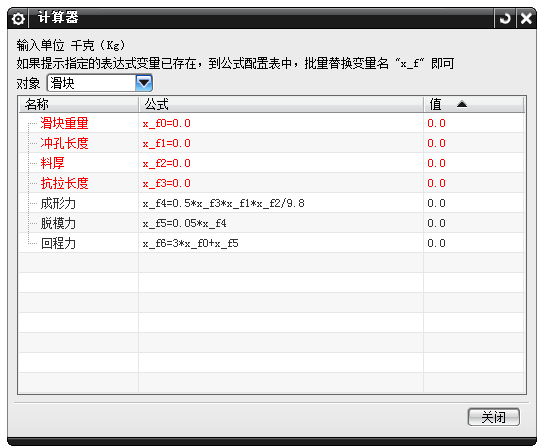 计算器
输入单位 千克（Kg）
如果提示指定的表达式变量已存在，到公式配置表中，批量替换变量名“x_f”即可
对象 滑块
名称 公式 值
滑块重量 x_f0=0.0 0.0
冲孔长度 x_f1=0.0 0.0
料厚 x_f2=0.0 0.0
抗拉长度 x_f3=0.0 0.0
成形力 x_f4=0.5*x_f3*x_f1*x_f2/9.8 0.0
脱模力 x_f5=0.05*x_f4 0.0
回程力 x_f6=3*x_f0+x_f5 0.0
关闭